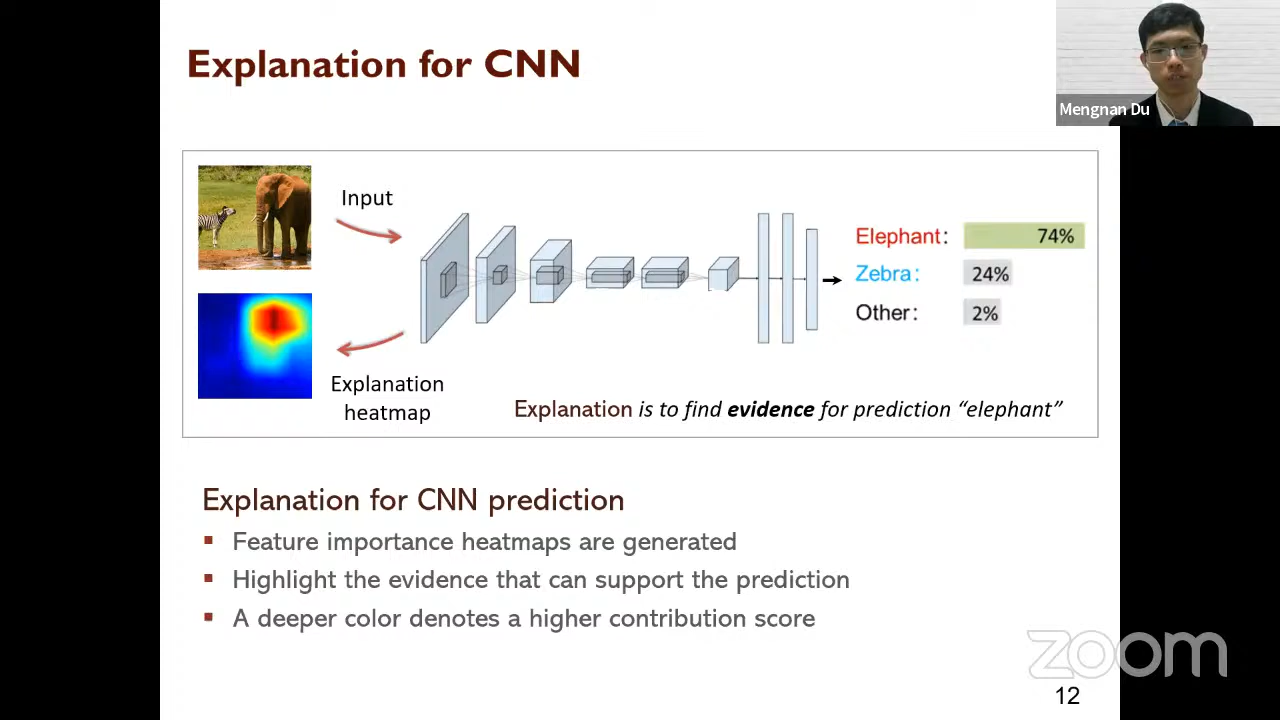 Explanation for CNN
Mengnan Du
Input
Elephant: 74%
Zebra: 24%
Other: 2%
Explanation
heatmap
Explanation is to find evidence for prediction “elephant”
Explanation for CNN prediction
▪ Feature importance heatmaps are generated
▪ Highlight the evidence that can support the prediction
▪ A deeper color denotes a higher contribution score
zoom
12